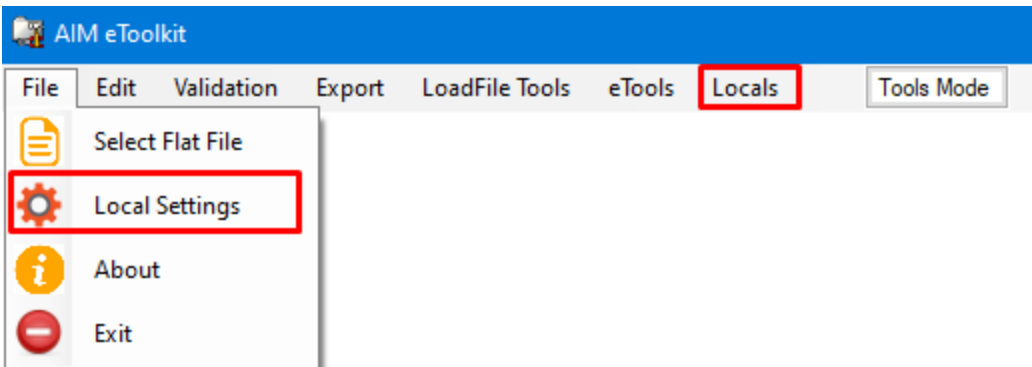 AIM eToolkit
File Edit Validation Export LoadFile Tools eTools Locals Tools Mode
Select Flat File
Local Settings
About
Exit